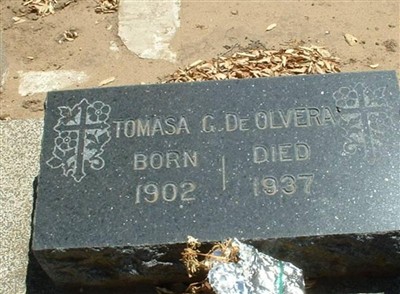 TOMASA G. DE OLVERA
BORN DIED
1902 1937